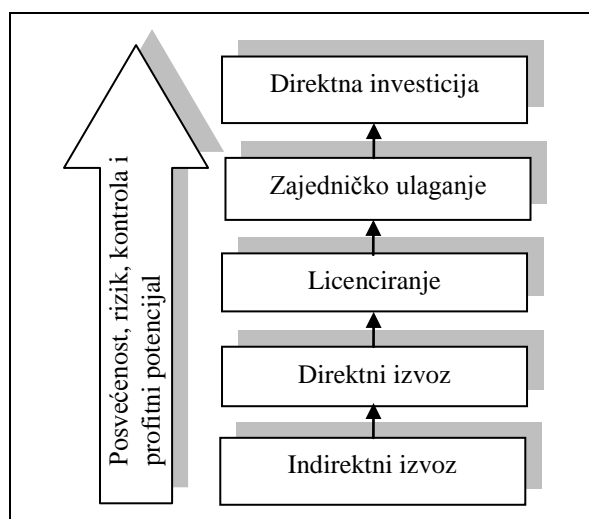 Posvećenost, rizik, kontrola i
profitni potencijal
Direktna investicija
Zajedničko ulaganje
Licenciranje
Direktni izvoz
Indirektni izvoz